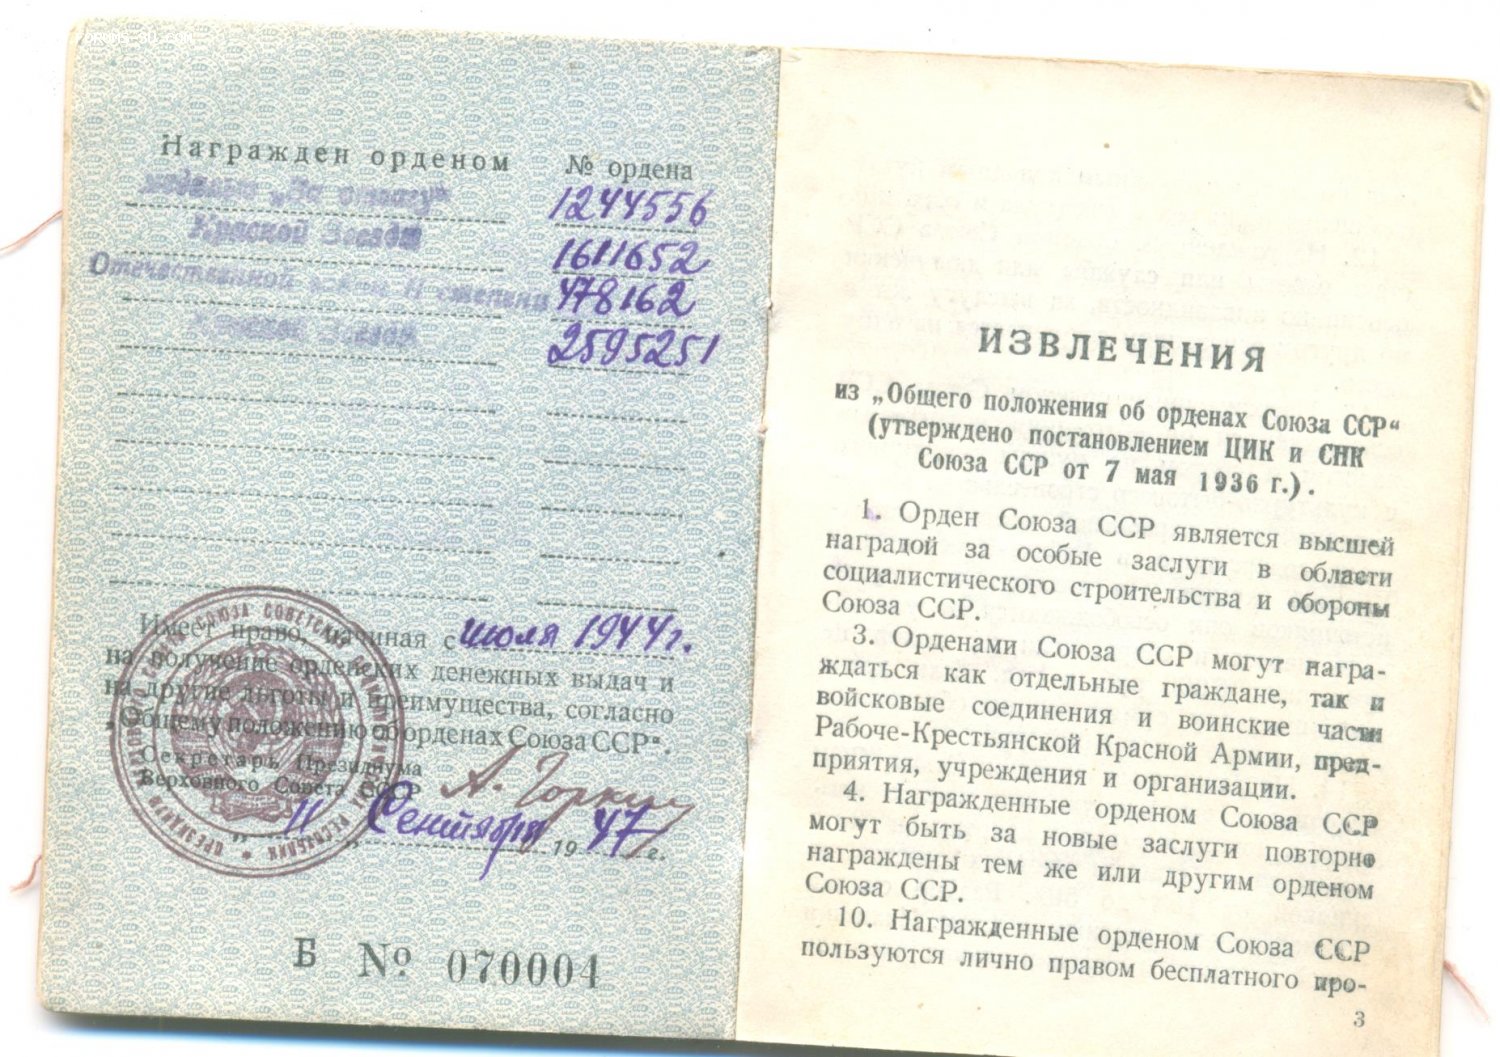 Награжден орденом № ордена
медалью „За отвагу" 1244556
Красной Звезды 1611652
Отечественной войны II степени 478162
Красной Звезды 2595251
Имеет право, начиная с июля 1944г.
на получение орденских денежных выдач и
на другие льготы и преимущества, согласно
„Общему положению об орденах Союза ССР".
Секретарь Президиума
Верховного Совета СССР А. Горкин
„11" Сентября 1947 г.
Б № 070004
ИЗВЛЕЧЕНИЯ
из „Общего положения об орденах Союза ССР"
(утверждено постановлением ЦИК и СНК
Союза ССР от 7 мая 1936 г.).
1. Орден Союза ССР является высшей
наградой за особые заслуги в области
социалистического строительства и обороны
Союза ССР.
3. Орденами Союза ССР могут награ-
ждаться как отдельные граждане, так и
войсковые соединения и воинские части
Рабоче-Крестьянской Красной Армии, пред-
приятия, учреждения и организации.
4. Награжденные орденом Союза ССР
могут быть за новые заслуги повторно
награждены тем же или другим орденом
Союза ССР.
10. Награжденные орденом Союза ССР
пользуются лично правом бесплатного про-
3